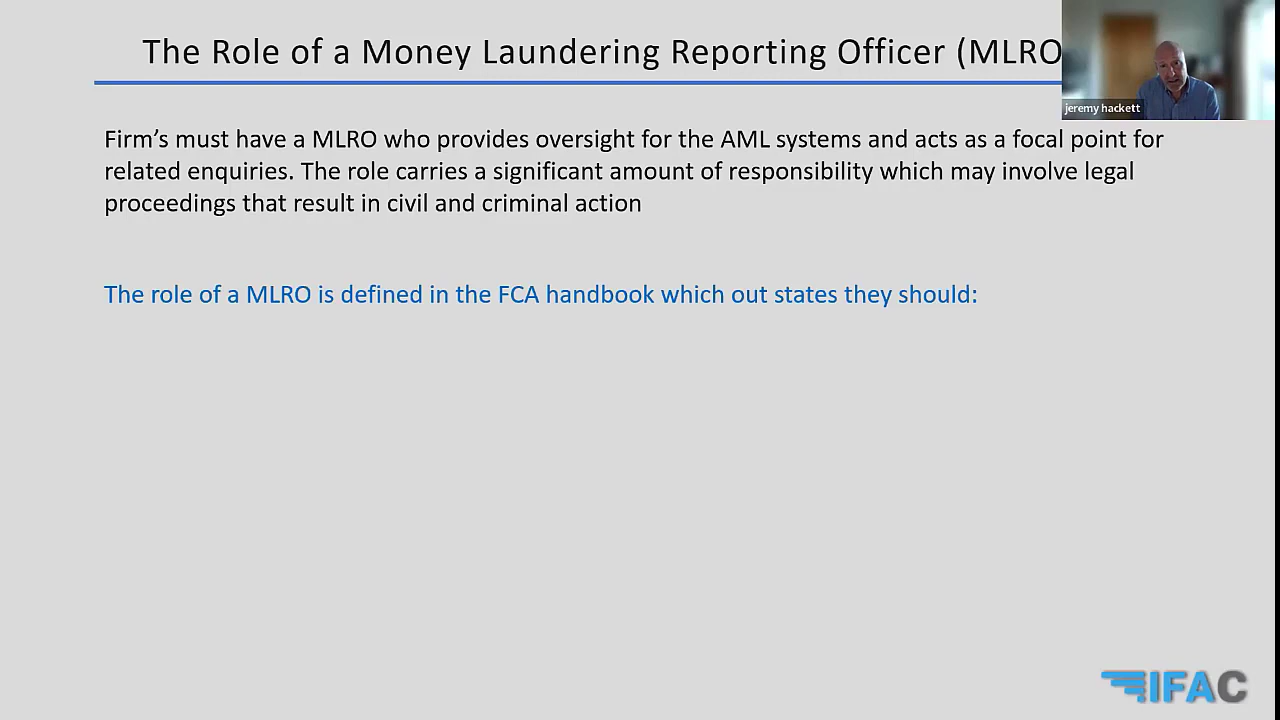 The Role of a Money Laundering Reporting Officer (MLRO
jeremy hackett
Firm's must have a MLRO who provides oversight for the AML systems and acts as a focal point for
related enquiries. The role carries a significant amount of responsibility which may involve legal
proceedings that result in civil and criminal action
The role of a MLRO is defined in the FCA handbook which out states they should:
IFAC